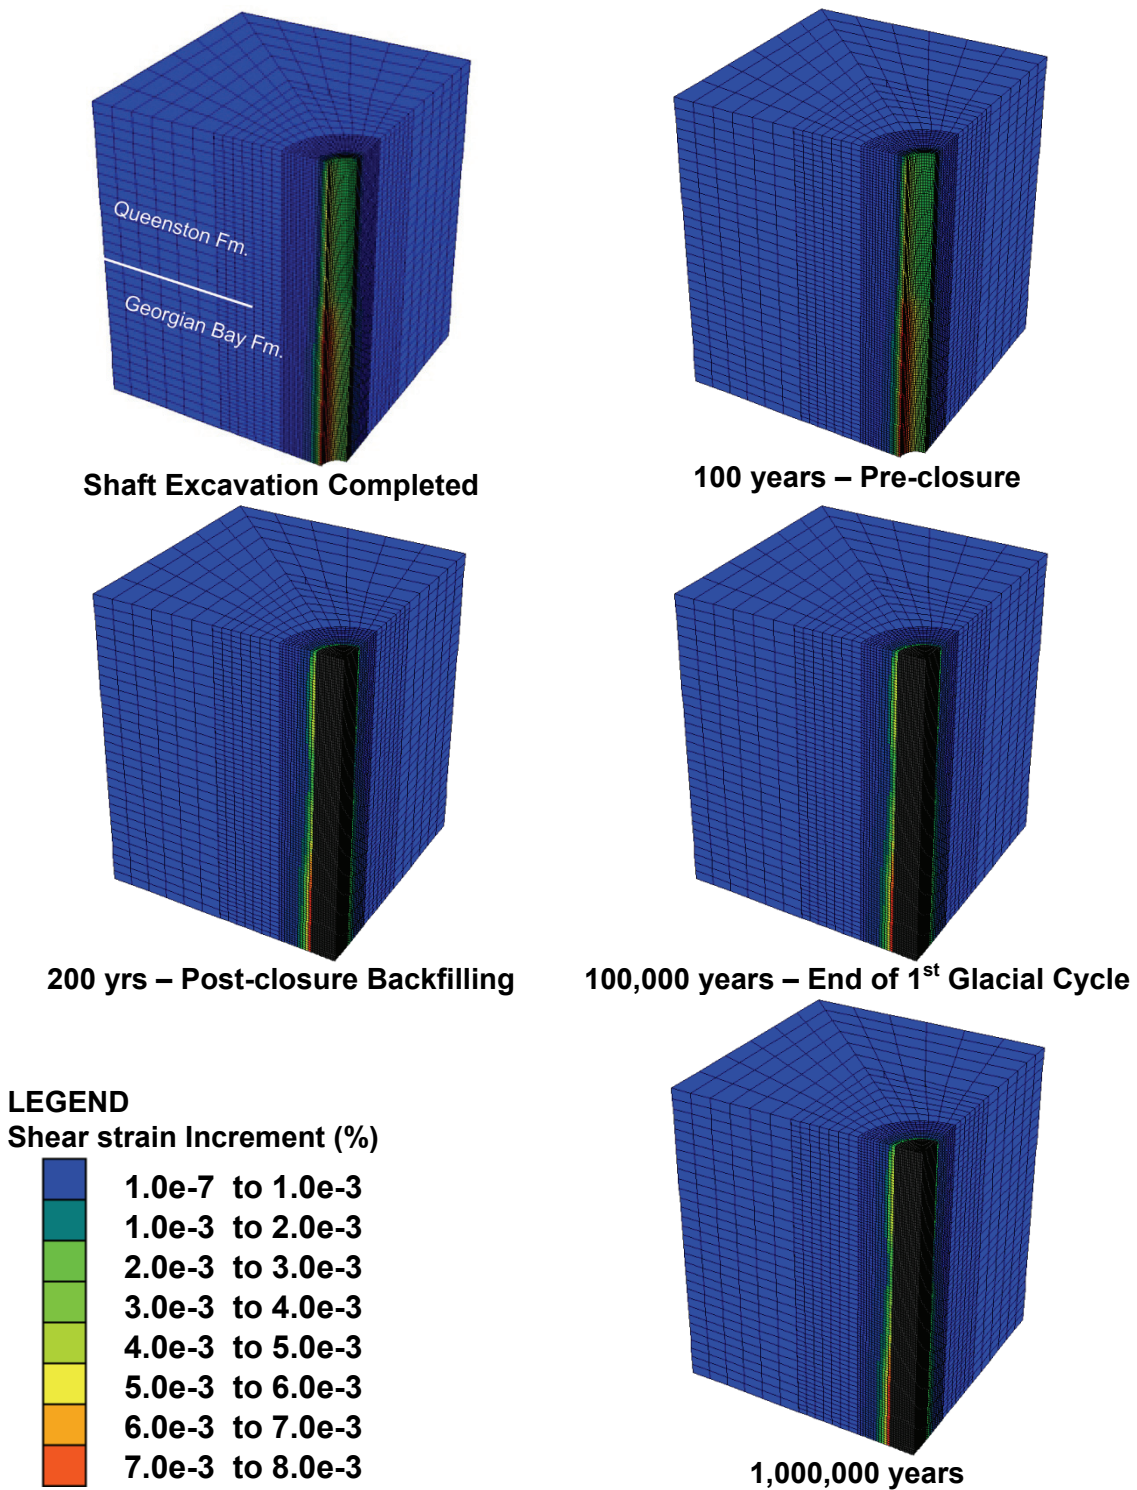 Queenston Fm.
Georgian Bay Fm.
Shaft Excavation Completed
100 years – Pre-closure
200 yrs – Post-closure Backfilling
100,000 years – End of 1st Glacial Cycle
LEGEND
Shear strain Increment (%)
1.0e-7 to 1.0e-3
1.0e-3 to 2.0e-3
2.0e-3 to 3.0e-3
3.0e-3 to 4.0e-3
4.0e-3 to 5.0e-3
5.0e-3 to 6.0e-3
6.0e-3 to 7.0e-3
7.0e-3 to 8.0e-3
1,000,000 years